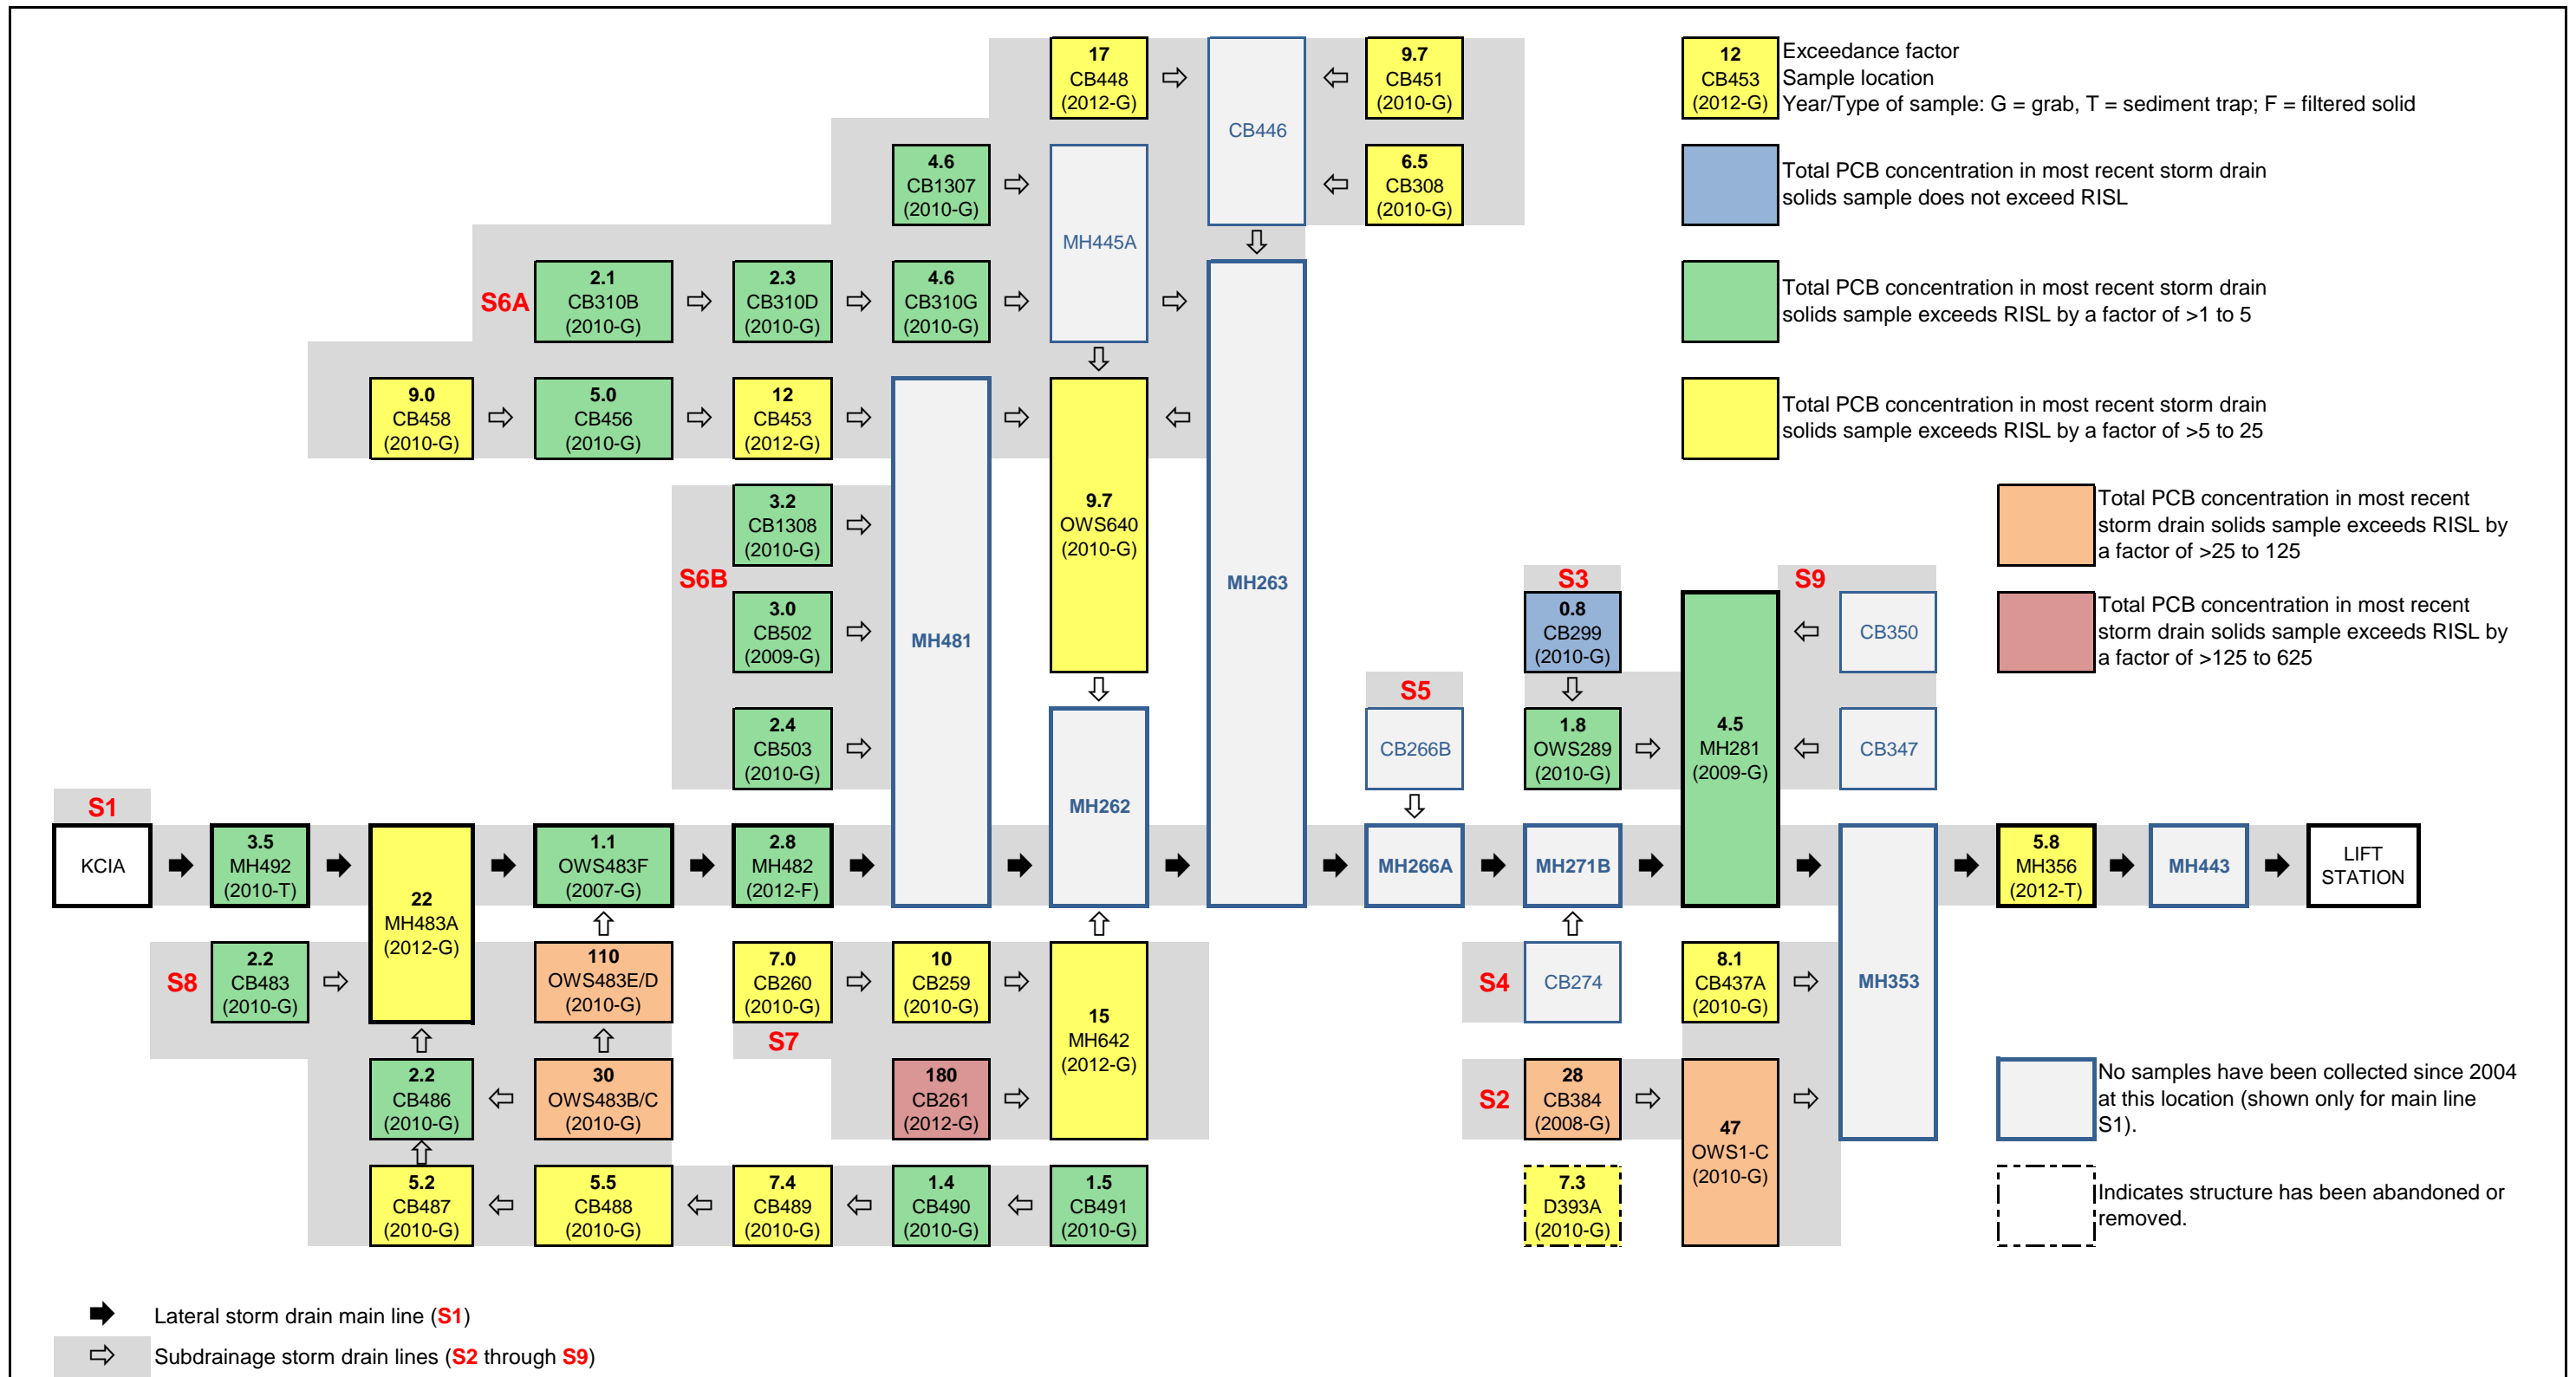 17
CB448
(2012-G)
CB446
9.7
CB451
(2010-G)
12
CB453
(2012-G)
Exceedance factor
Sample location
Year/Type of sample: G = grab, T = sediment trap; F = filtered solid
4.6
CB1307
(2010-G)
MH445A
6.5
CB308
(2010-G)
Total PCB concentration in most recent storm drain
solids sample does not exceed RISL
S6A
2.1
CB310B
(2010-G)
2.3
CB310D
(2010-G)
4.6
CB310G
(2010-G)
Total PCB concentration in most recent storm drain
solids sample exceeds RISL by a factor of >1 to 5
9.0
CB458
(2010-G)
5.0
CB456
(2010-G)
12
CB453
(2012-G)
Total PCB concentration in most recent storm drain
solids sample exceeds RISL by a factor of >5 to 25
S6B
3.2
CB1308
(2010-G)
9.7
OWS640
(2010-G)
Total PCB concentration in most recent
storm drain solids sample exceeds RISL by
a factor of >25 to 125
3.0
CB502
(2009-G)
MH481
MH263
S3
0.8
CB299
(2010-G)
S9
CB350
Total PCB concentration in most recent
storm drain solids sample exceeds RISL by
a factor of >125 to 625
2.4
CB503
(2010-G)
MH262
S5
CB266B
1.8
OWS289
(2010-G)
4.5
MH281
(2009-G)
CB347
S1
KCIA
3.5
MH492
(2010-T)
22
MH483A
(2012-G)
1.1
OWS483F
(2007-G)
2.8
MH482
(2012-F)
MH266A
MH271B
5.8
MH356
(2012-T)
MH443
LIFT
STATION
S8
2.2
CB483
(2010-G)
110
OWS483E/D
(2010-G)
7.0
CB260
(2010-G)
10
CB259
(2010-G)
S7
15
MH642
(2012-G)
S4
CB274
8.1
CB437A
(2010-G)
MH353
2.2
CB486
(2010-G)
30
OWS483B/C
(2010-G)
180
CB261
(2012-G)
S2
28
CB384
(2008-G)
47
OWS1-C
(2010-G)
No samples have been collected since 2004
at this location (shown only for main line
S1).
5.2
CB487
(2010-G)
5.5
CB488
(2010-G)
7.4
CB489
(2010-G)
1.4
CB490
(2010-G)
1.5
CB491
(2010-G)
7.3
D393A
(2010-G)
Indicates structure has been abandoned or
removed.
Lateral storm drain main line (S1)
Subdrainage storm drain lines (S2 through S9)